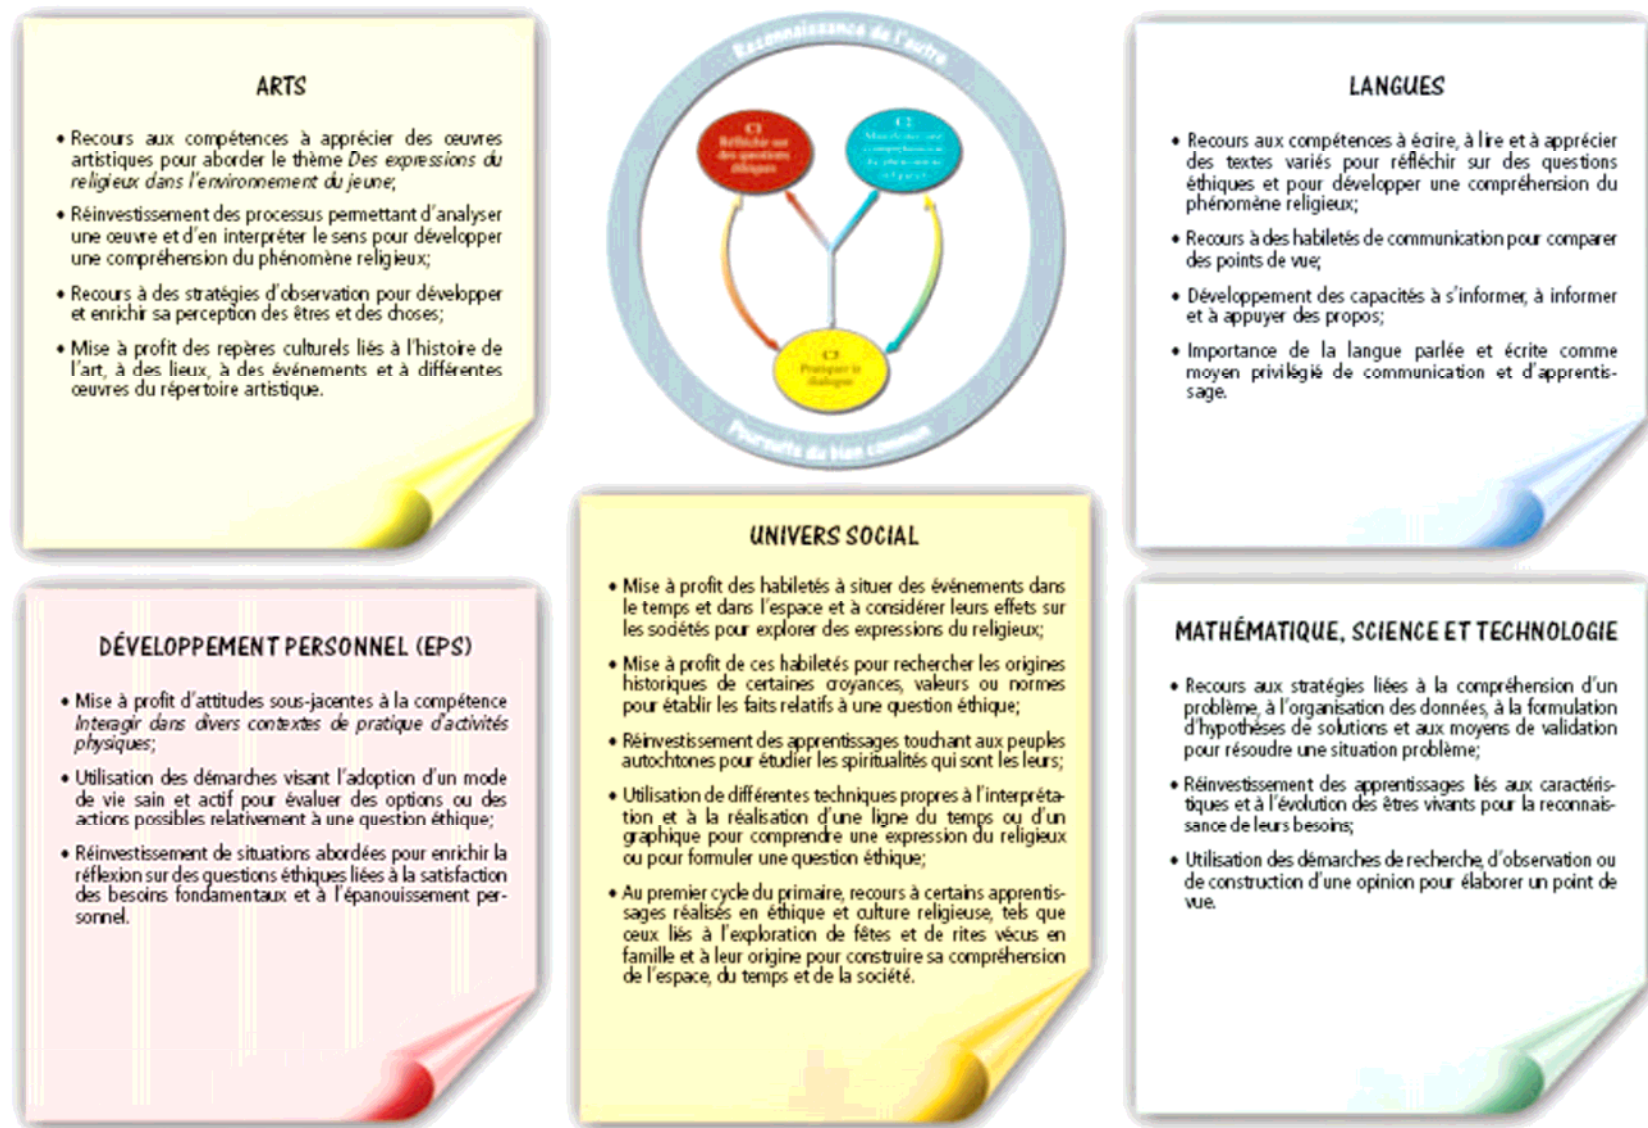 ARTS
• Recours aux compétences à apprécier des œuvres
artistiques pour aborder le thème Des expressions du
religieux dans l'environnement du jeune;
• Réinvestissement des processus permettant d'analyser
une œuvre et d'en interpréter le sens pour développer
une compréhension du phénomène religieux;
• Recours à des stratégies d'observation pour développer
et enrichir sa perception des êtres et des choses;
• Mise à profit des repères culturels liés à l'histoire de
l'art, à des lieux, à des événements et à différentes
œuvres du répertoire artistique.
Reconnaissance de l'autre
C1
Réfléchir sur
des questions
éthiques
C2
C3
Pratiquer le
dialogue
Poursuite du bien commun
LANGUES
• Recours aux compétences à écrire, à lire et à apprécier
des textes variés pour réfléchir sur des questions
éthiques et pour développer une compréhension du
phénomène religieux;
• Recours à des habiletés de communication pour comparer
des points de vue;
• Développement des capacités à s'informer, à informer
et à appuyer des propos;
• Importance de la langue parlée et écrite comme
moyen privilégié de communication et d'apprentis-
sage.
DÉVELOPPEMENT PERSONNEL (EPS)
• Mise à profit d'attitudes sous-jacentes à la compétence
Interagir dans divers contextes de pratique d'activités
physiques;
• Utilisation des démarches visant l'adoption d'un mode
de vie sain et actif pour évaluer des options ou des
actions possibles relativement à une question éthique;
• Réinvestissement de situations abordées pour enrichir la
réflexion sur des questions éthiques liées à la satisfaction
des besoins fondamentaux et à l'épanouissement per-
sonnel.
UNIVERS SOCIAL
• Mise à profit des habiletés à situer des événements dans
le temps et dans l'espace et à considérer leurs effets sur
les sociétés pour explorer des expressions du religieux;
• Mise à profit de ces habiletés pour rechercher les origines
historiques de certaines croyances, valeurs ou normes
pour établir les faits relatifs à une question éthique;
• Réinvestissement des apprentissages touchant aux peuples
autochtones pour étudier les spiritualités qui sont les leurs;
• Utilisation de différentes techniques propres à l'interpréta-
tion et à la réalisation d'une ligne du temps ou d'un
graphique pour comprendre une expression du religieux
ou pour formuler une question éthique;
• Au premier cycle du primaire, recours à certains apprentis-
sages réalisés en éthique et culture religieuse, tels que
ceux liés à l'exploration de fêtes et de rites vécus en
famille et à leur origine pour construire sa compréhension
de l'espace, du temps et de la société.
MATHÉMATIQUE, SCIENCE ET TECHNOLOGIE
• Recours aux stratégies liées à la compréhension d'un
problème, à l'organisation des données, à la formulation
d'hypothèses de solutions et aux moyens de validation
pour résoudre une situation problème;
• Réinvestissement des apprentissages liés aux caractéris-
tiques et à l'évolution des êtres vivants pour la reconnais-
sance de leurs besoins;
• Utilisation des démarches de recherche, d'observation ou
de construction d'une opinion pour élaborer un point de
vue.